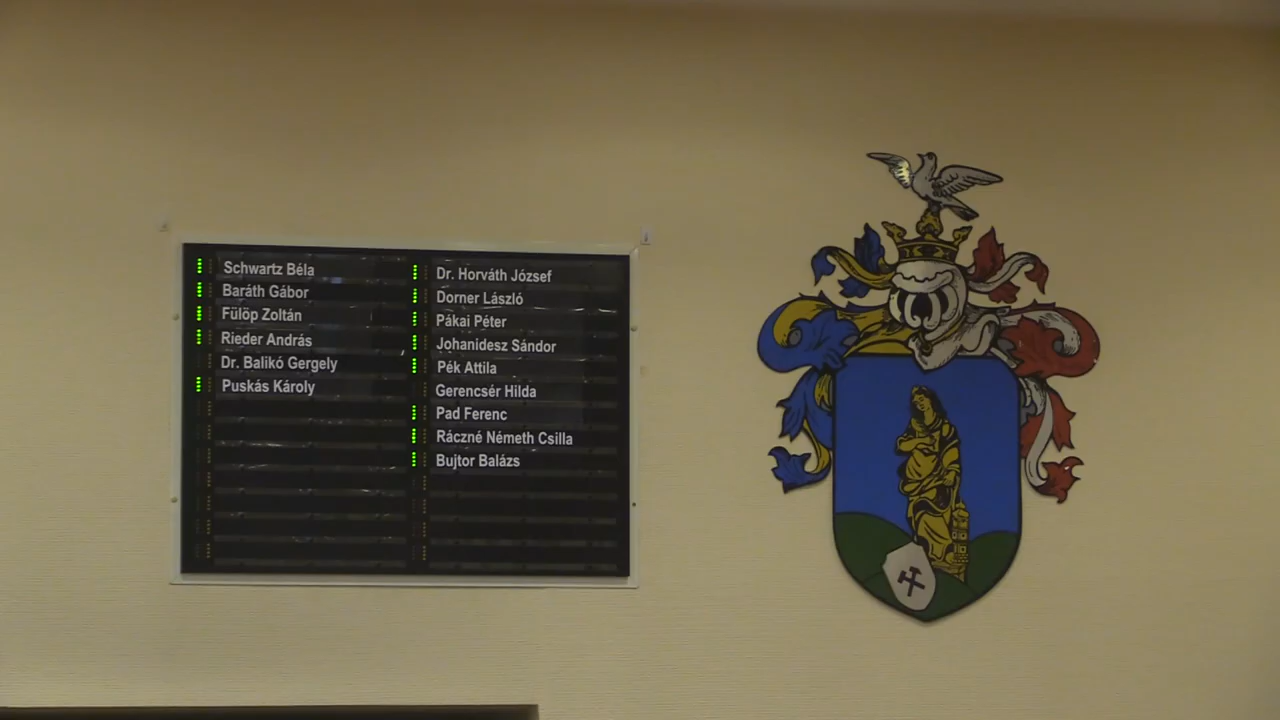 Schwartz Béla
Baráth Gábor
Fülöp Zoltán
Rieder András
Dr. Balikó Gergely
Puskás Károly
Dr. Horváth József
Dorner László
Pákai Péter
Johanidesz Sándor
Pék Attila
Gerencsér Hilda
Pad Ferenc
Ráczné Németh Csilla
Bujtor Balázs